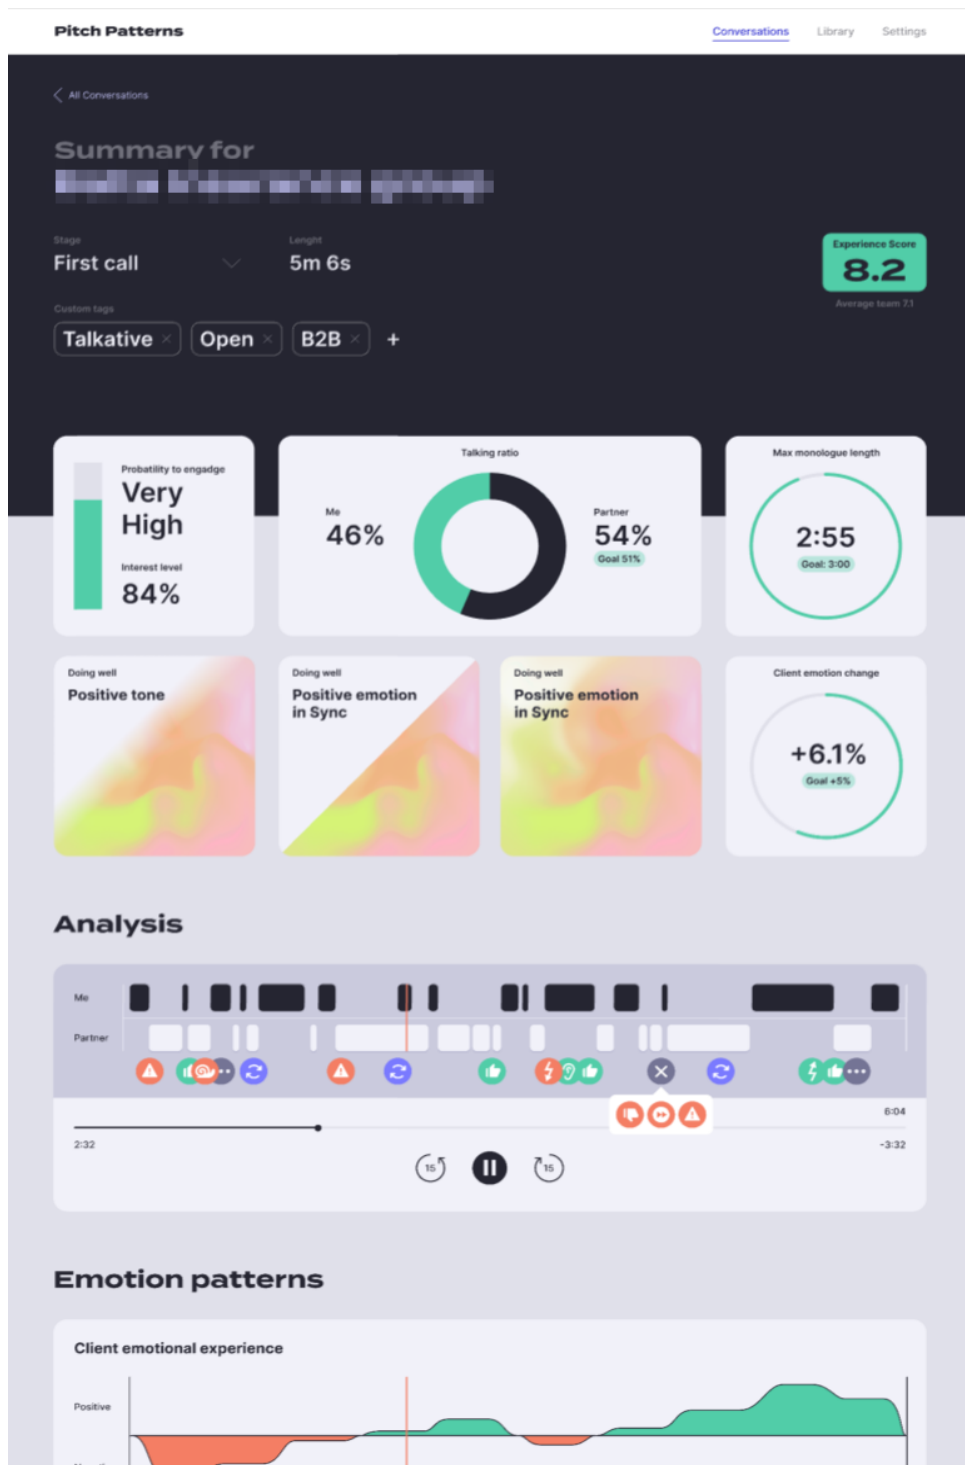 Pitch Patterns
Conversations Library Settings
All Conversations
Summary for
Stage
First call
Lenght
5m 6s
Experience Score
8.2
Average team 7.1
Custom tags
Talkative × Open × B2B × +
Probatility to engadge
Very
High
Interest level
84%
Talking ratio
Me
46%
Partner
54%
Goal 51%
Max monologue length
2:55
Goal: 3:00
Doing well
Positive tone
Doing well
Positive emotion
in Sync
Doing well
Positive emotion
in Sync
Client emotion change
+6.1%
Goal +5%
Analysis
Me
Partner
6:04
2:32
-3:32
15
15
Emotion patterns
Client emotional experience
Positive